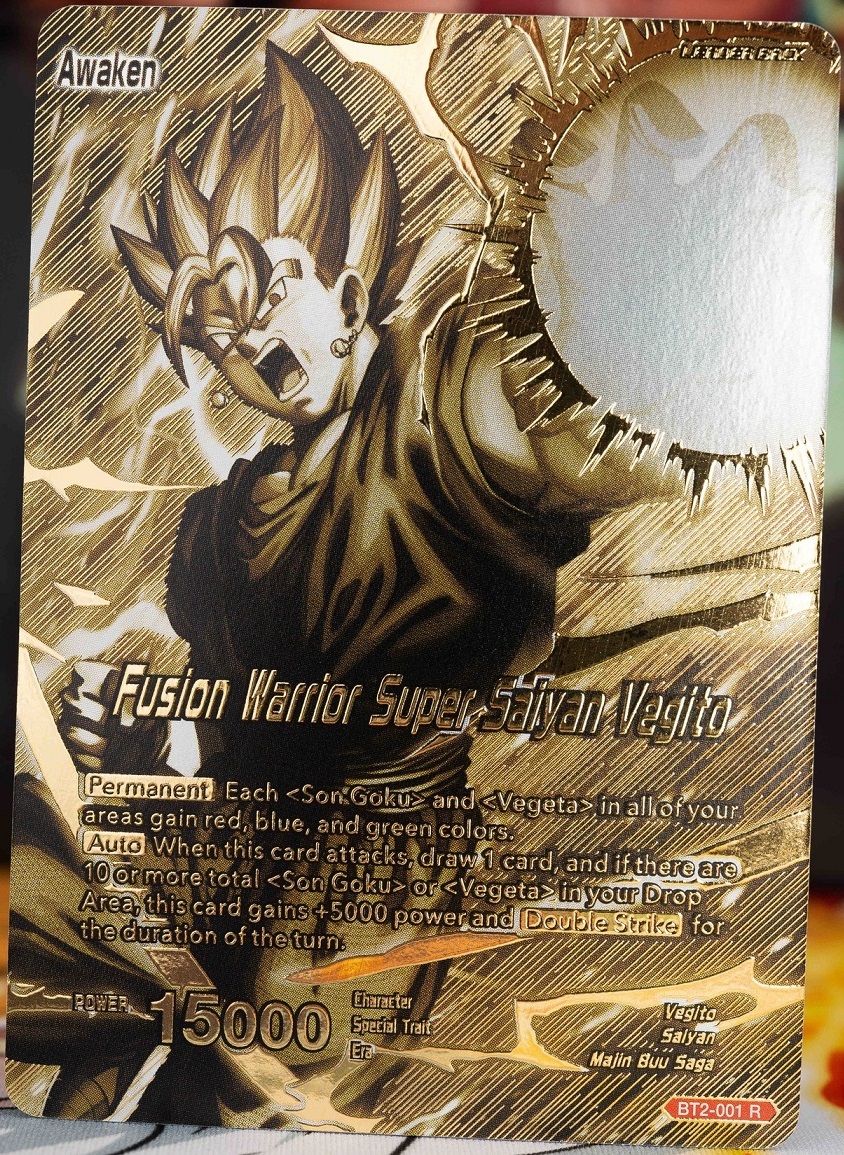 Awaken
LEADER BACK
Fusion Warrior Super Saiyan Vegito
Permanent Each <Son Goku> and <Vegeta> in all of your
areas gain red, blue, and green colors.
Auto When this card attacks, draw 1 card, and if there are
10 or more total <Son Goku> or <Vegeta> in your Drop
Area, this card gains +5000 power and Double Strike for
the duration of the turn.
POWER 15000
Character Vegito
Special Trait Saiyan
Era Majin Buu Saga
BT2-001 R